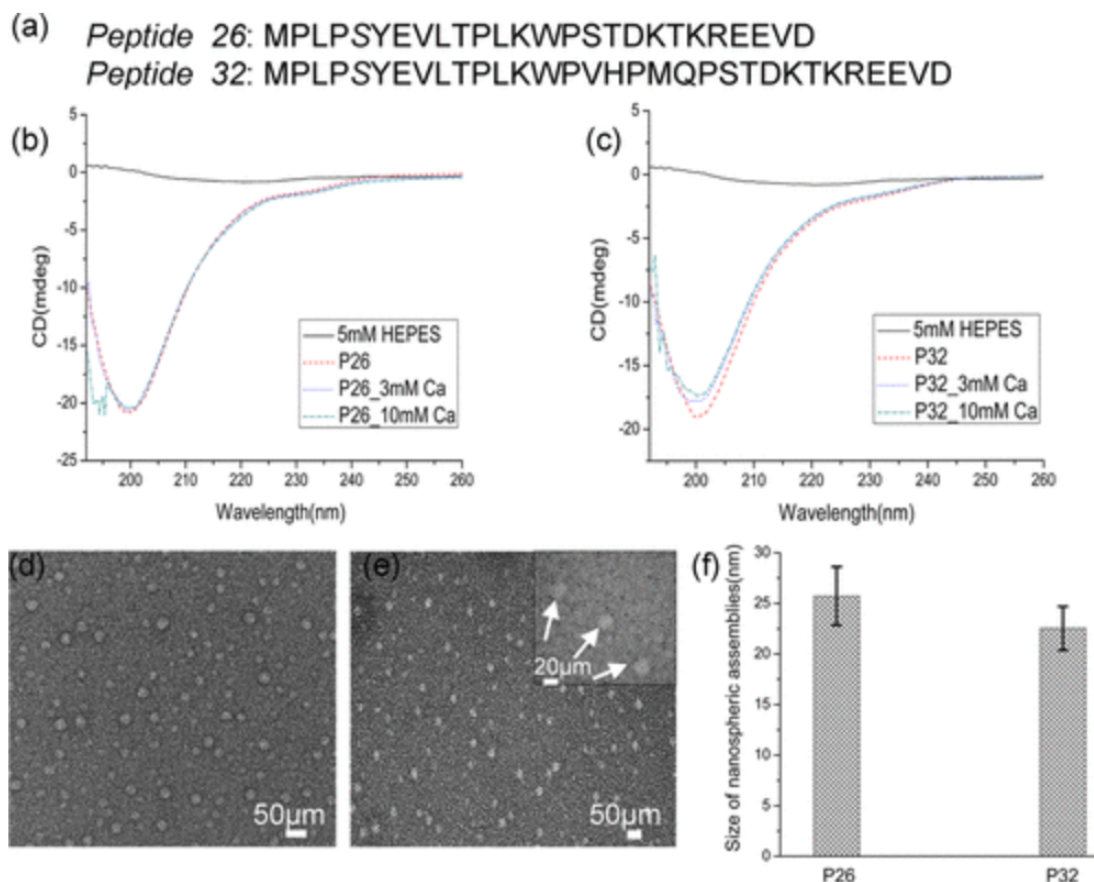 (a) Peptide 26: MPLPSYEVLTPLKWPSTDKTKREEVD
Peptide 32: MPLPSYEVLTPLKWPVHPMQPSTDKTKREEVD
(b)
5
0
-5
-10
-15
-20
-25
CD(mdeg)
5mM HEPES
P26
P26_3mM Ca
P26_10mM Ca
200 210 220 230 240 250 260
Wavelength(nm)
(c)
5
0
-5
-10
-15
-20
CD(mdeg)
5mM HEPES
P32
P32_3mM Ca
P32_10mM Ca
200 210 220 230 240 250 260
Wavelength(nm)
(d)
50μm
(e)
20μm
50μm
(f)
Size of nanospheric assemblies(nm)
30
25
20
15
10
5
0
P26 P32